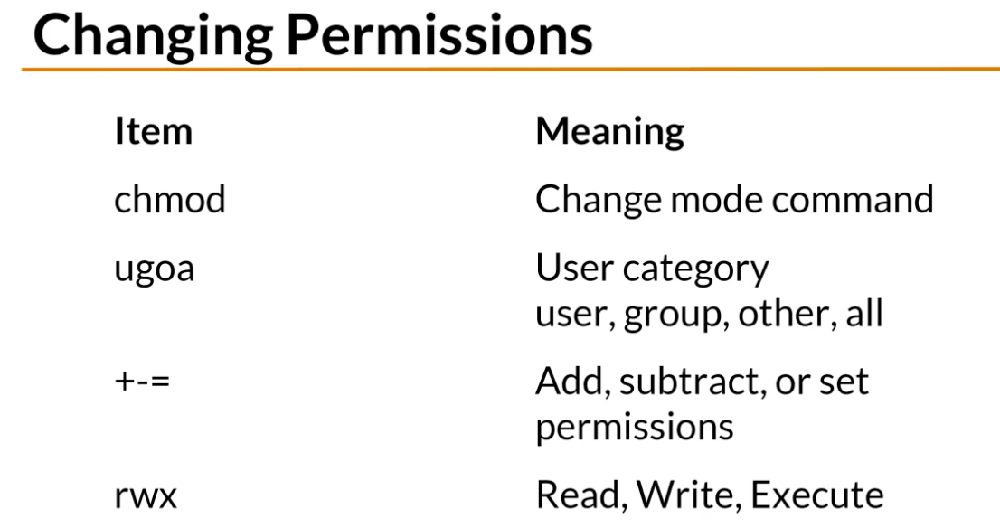 Changing Permissions
Item Meaning
chmod Change mode command
ugoa User category
user, group, other, all
+-= Add, subtract, or set
permissions
rwx Read, Write, Execute